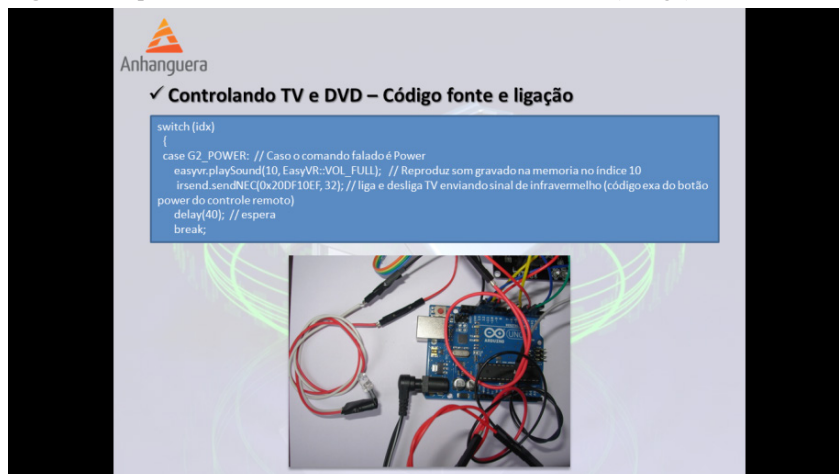 Anhanguera
✓ Controlando TV e DVD – Código fonte e ligação
switch (idx)
{
case G2_POWER: // Caso o comando falado é Power
easyvr.playSound(10, EasyVR::VOL_FULL); // Reproduz som gravado na memoria no índice 10
irsend.sendNEC(0x20DF10EF, 32); // liga e desliga TV enviando sinal de infravermelho (código exa do botão
power do controle remoto)
delay(40); // espera
break;
UNO
ARDUINO